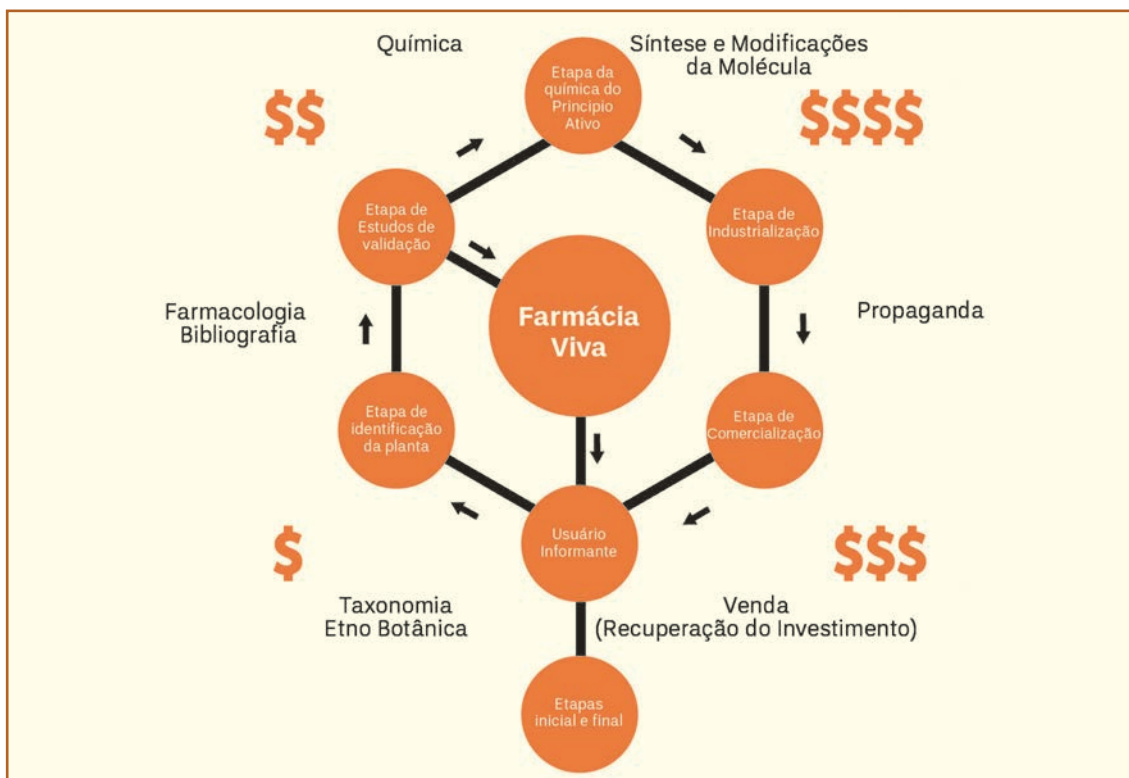 Química
Síntese e Modificações
da Molécula
$$
$$$$
Etapa da
química do
Principio
Ativo
Etapa de
Estudos de
validação
Etapa de
Industrialização
Farmácia
Viva
Farmacologia
Bibliografia
Propaganda
Etapa de
identificação
da planta
Etapa de
Comercialização
Usuário
Informante
$
$$$
Taxonomia
Etno Botânica
Venda
(Recuperação do Investimento)
Etapas
inicial e final